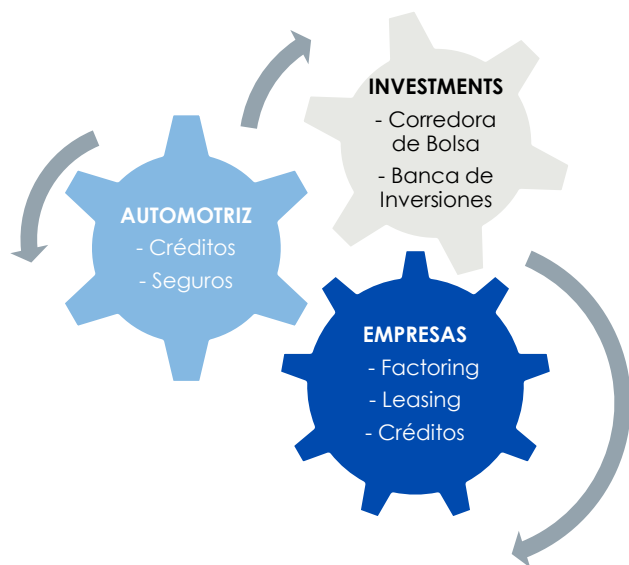 INVESTMENTS
- Corredora
de Bolsa
- Banca de
Inversiones
AUTOMOTRIZ
- Créditos
- Seguros
EMPRESAS
- Factoring
- Leasing
- Créditos